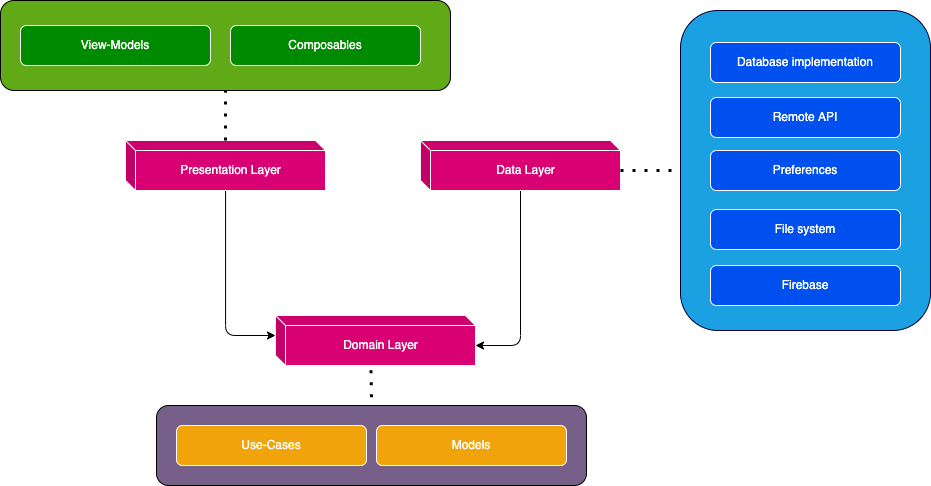 View-Models
Composables
Database implementation
Remote API
Presentation Layer
Data Layer
Preferences
File system
Firebase
Domain Layer
Use-Cases
Models